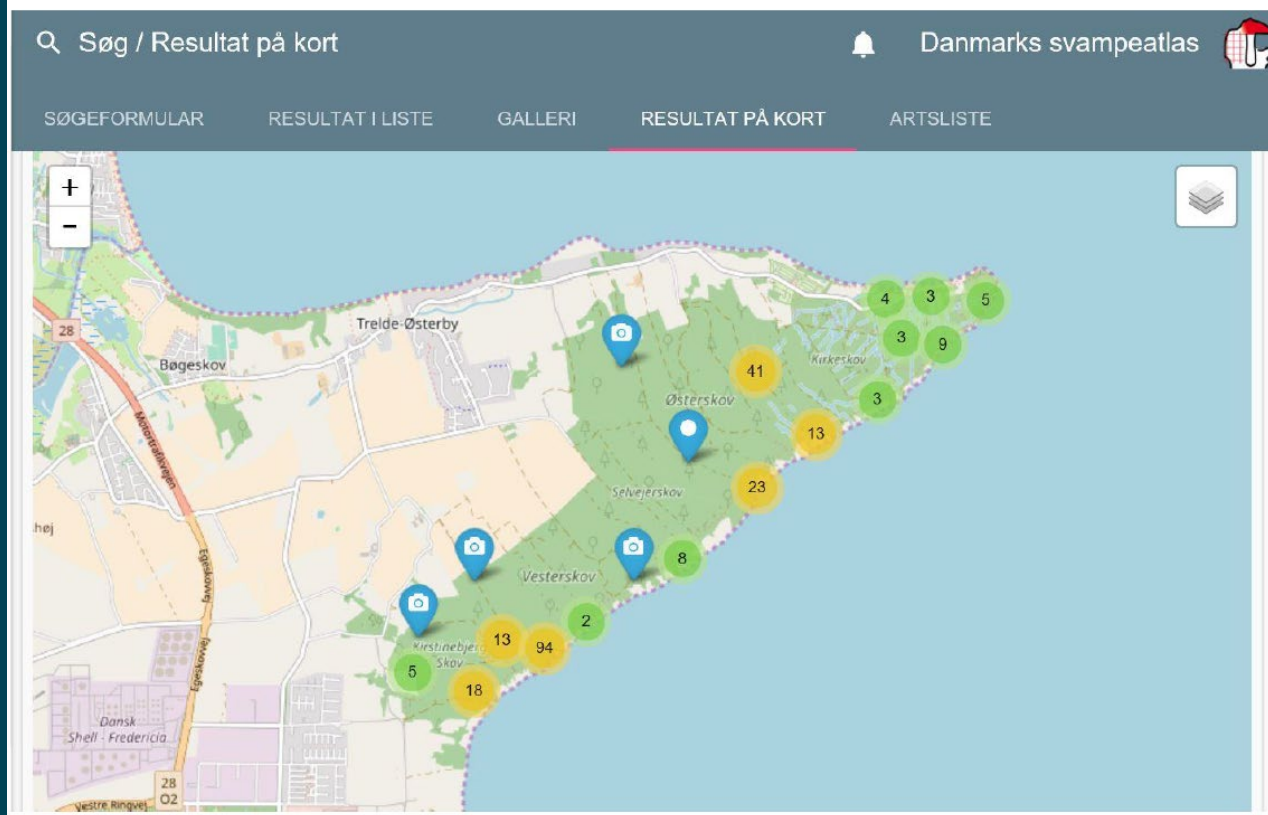 Søg / Resultat på kort
Danmarks svampeatlas
SØGEFORMULAR
RESULTAT I LISTE
GALLERI
RESULTAT PÅ KORT
ARTSLISTE
+
-
4
3
5
28
Trelde-Østerby
3
9
Bøgeskov
Kirkeskov
41
Østerskov
3
Motortrafikvejen
13
23
Selvejerskov
høj
Egeskovvej
8
Vesterskov
2
Kirstinebjerg
Skov
13
94
5
18
Egeskovvej
Dansk
Shell - Fredericia
28
O2
Vestre Ringvej